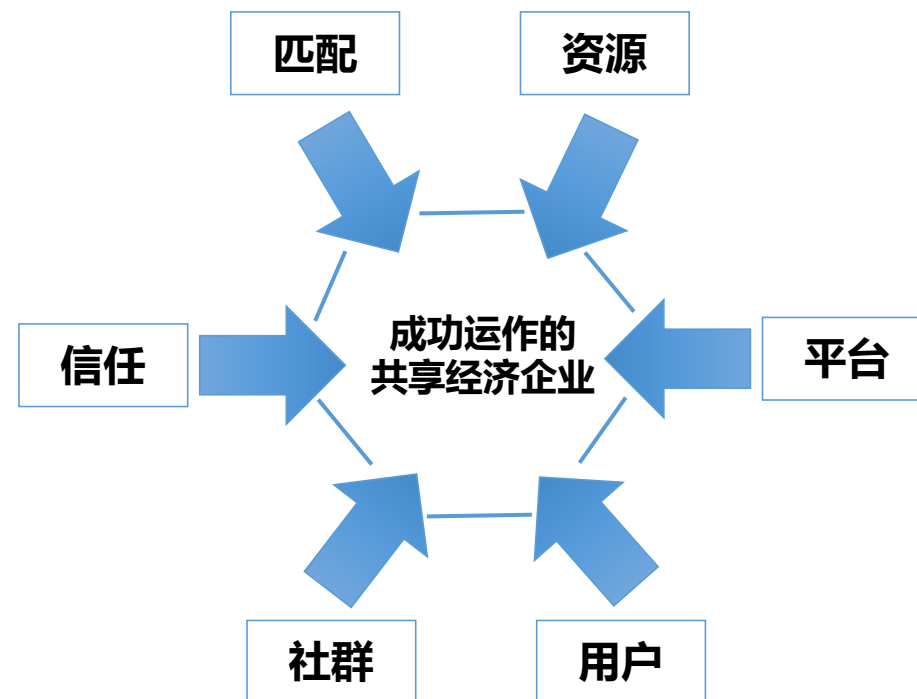 匹配
资源
成功运作的
共享经济企业
信任
平台
社群
用户